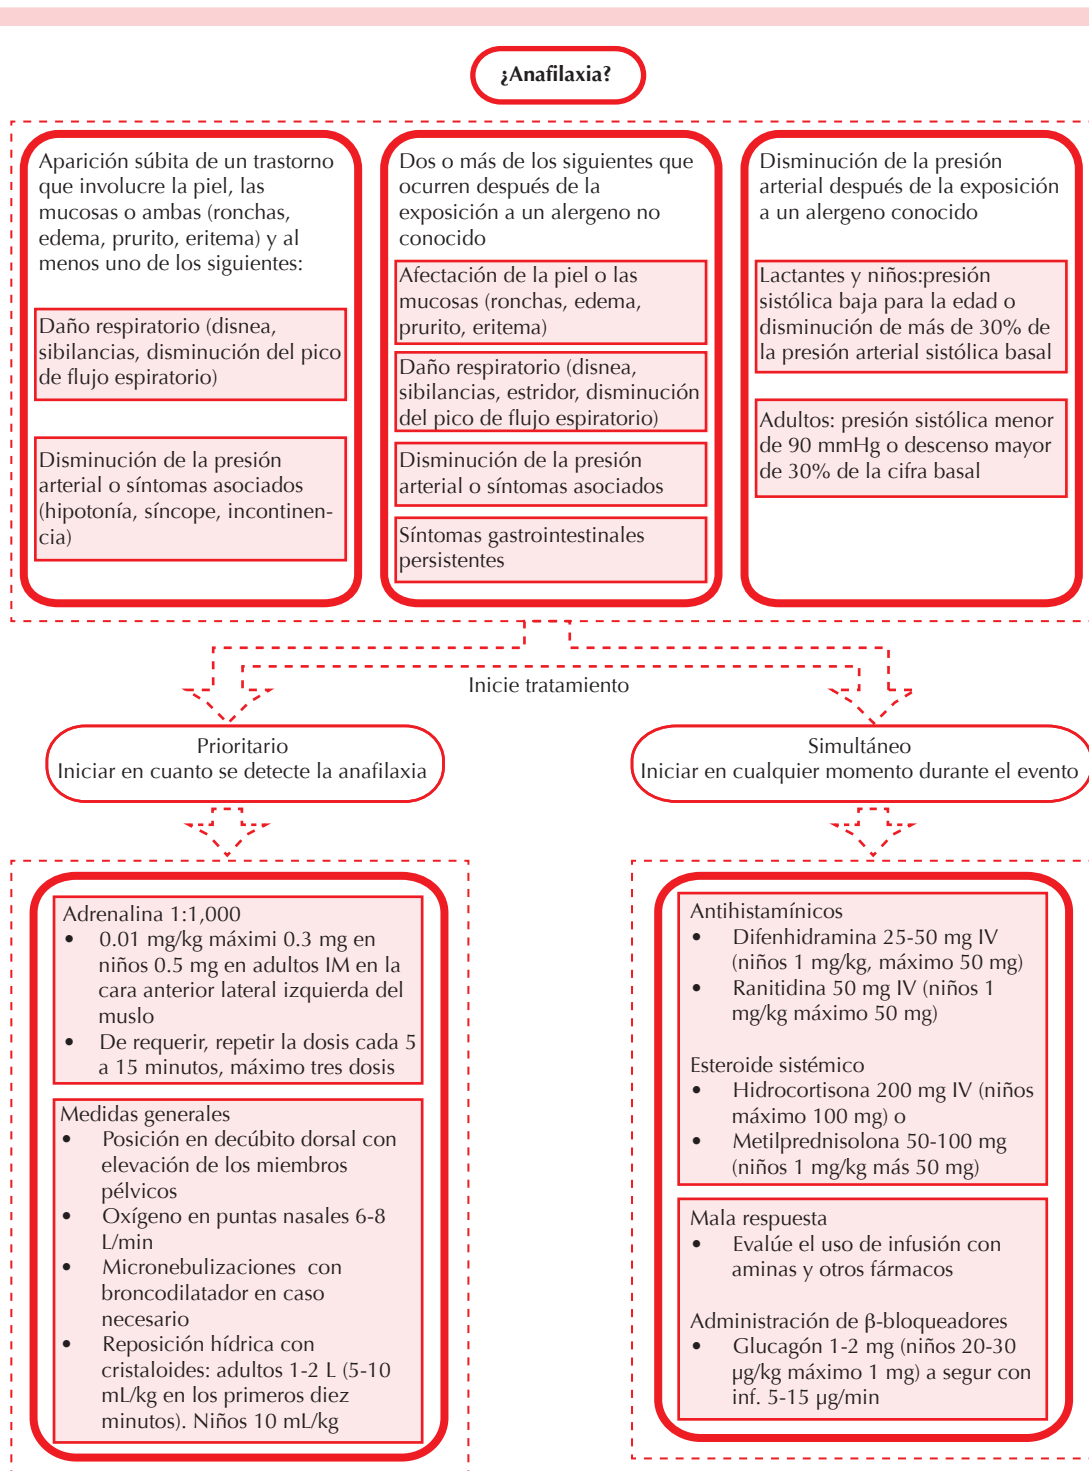 ¿Anafilaxia?
Aparición súbita de un trastorno
que involucre la piel, las
mucosas o ambas (ronchas,
edema, prurito, eritema) y al
menos uno de los siguientes:
Daño respiratorio (disnea,
sibilancias, disminución del pico
de flujo espiratorio)
Disminución de la presión
arterial o síntomas asociados
(hipotonía, síncope, incontinen-
cia)
Dos o más de los siguientes que
ocurren después de la
exposición a un alergeno no
conocido
Afectación de la piel o las
mucosas (ronchas, edema,
prurito, eritema)
Daño respiratorio (disnea,
sibilancias, estridor, disminución
del pico de flujo espiratorio)
Disminución de la presión
arterial o síntomas asociados
Síntomas gastrointestinales
persistentes
Disminución de la presión
arterial después de la exposición
a un alergeno conocido
Lactantes y niños:presión
sistólica baja para la edad o
disminución de más de 30% de
la presión arterial sistólica basal
Adultos: presión sistólica menor
de 90 mmHg o descenso mayor
de 30% de la cifra basal
Inicie tratamiento
Prioritario
Iniciar en cuanto se detecte la anafilaxia
Simultáneo
Iniciar en cualquier momento durante el evento
Adrenalina 1:1,000
• 0.01 mg/kg máximi 0.3 mg en
niños 0.5 mg en adultos IM en la
cara anterior lateral izquierda del
muslo
• De requerir, repetir la dosis cada 5
a 15 minutos, máximo tres dosis
Medidas generales
• Posición en decúbito dorsal con
elevación de los miembros
pélvicos
• Oxígeno en puntas nasales 6-8
L/min
• Micronebulizaciones con
broncodilatador en caso
necesario
• Reposición hídrica con
cristaloides: adultos 1-2 L (5-10
mL/kg en los primeros diez
minutos). Niños 10 mL/kg
Antihistamínicos
• Difenhidramina 25-50 mg IV
(niños 1 mg/kg, máximo 50 mg)
• Ranitidina 50 mg IV (niños 1
mg/kg máximo 50 mg)
Esteroide sistémico
• Hidrocortisona 200 mg IV (niños
máximo 100 mg) o
• Metilprednisolona 50-100 mg
(niños 1 mg/kg más 50 mg)
Mala respuesta
• Evalúe el uso de infusión con
aminas y otros fármacos
Administración de β-bloqueadores
• Glucagón 1-2 mg (niños 20-30
µg/kg máximo 1 mg) a segur con
inf. 5-15 µg/min